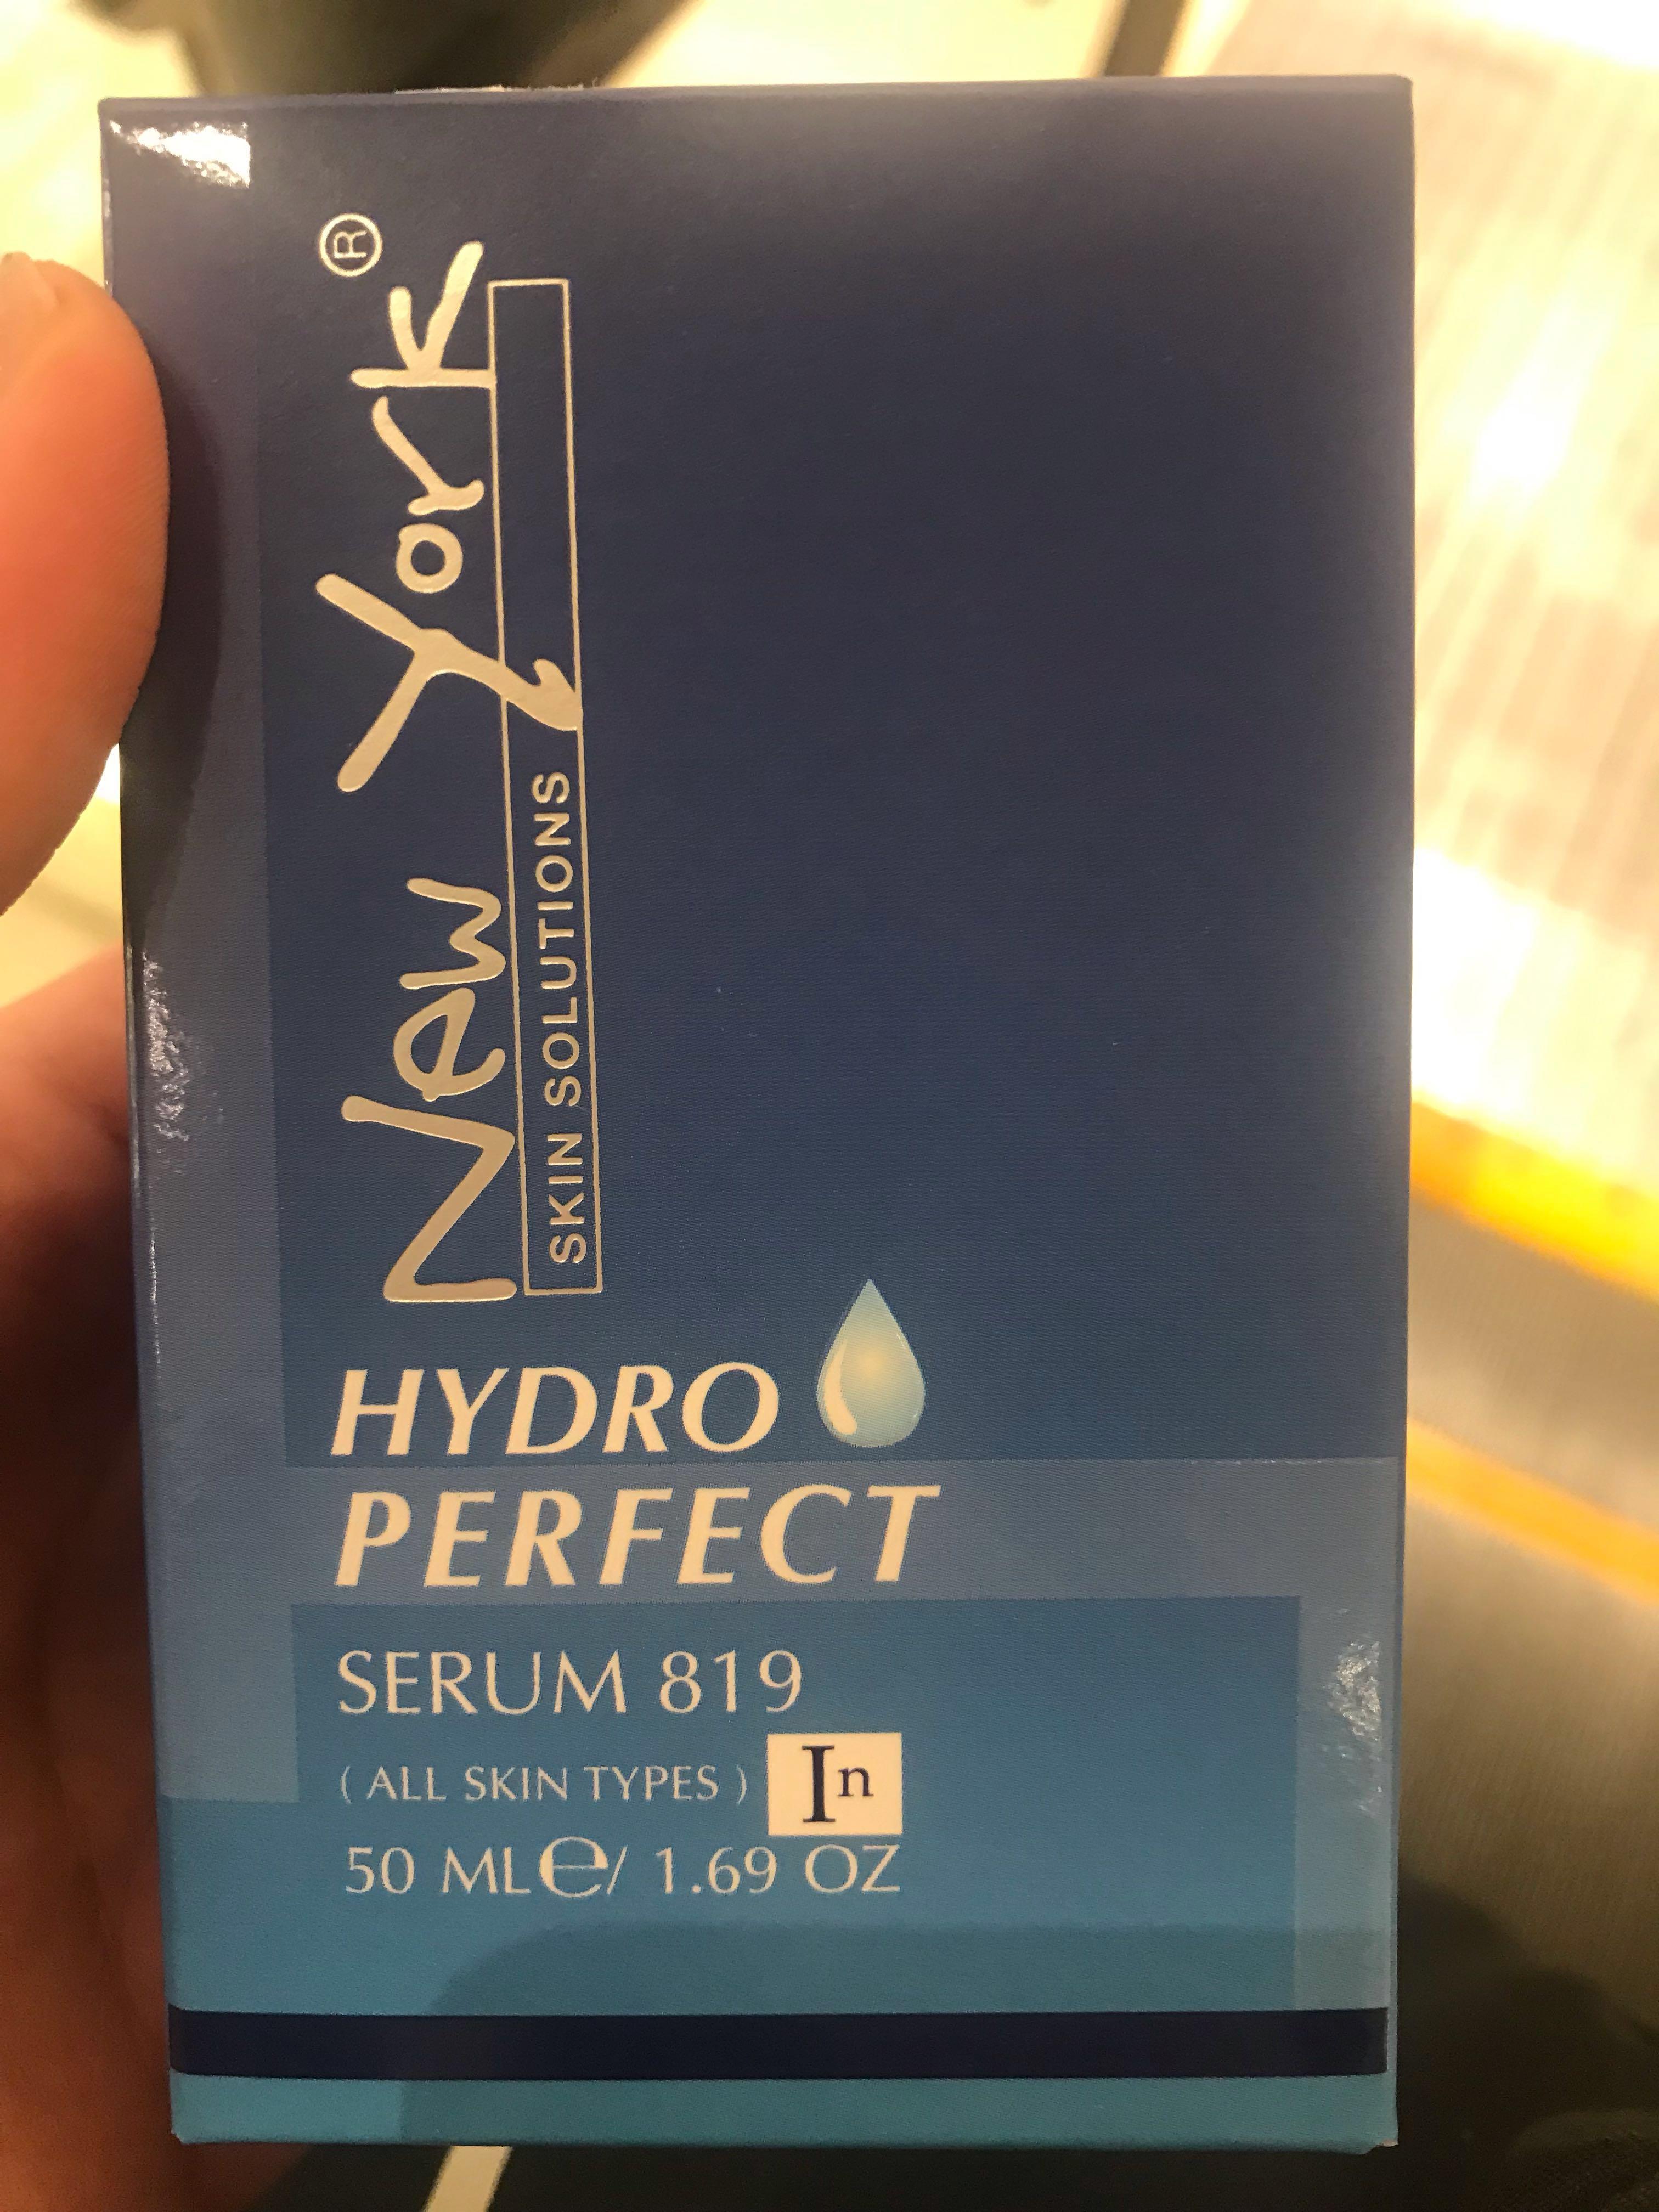 New York®
SKIN SOLUTIONS
HYDRO
PERFECT
SERUM 819
( ALL SKIN TYPES ) In
50 ML℮/ 1.69 OZ